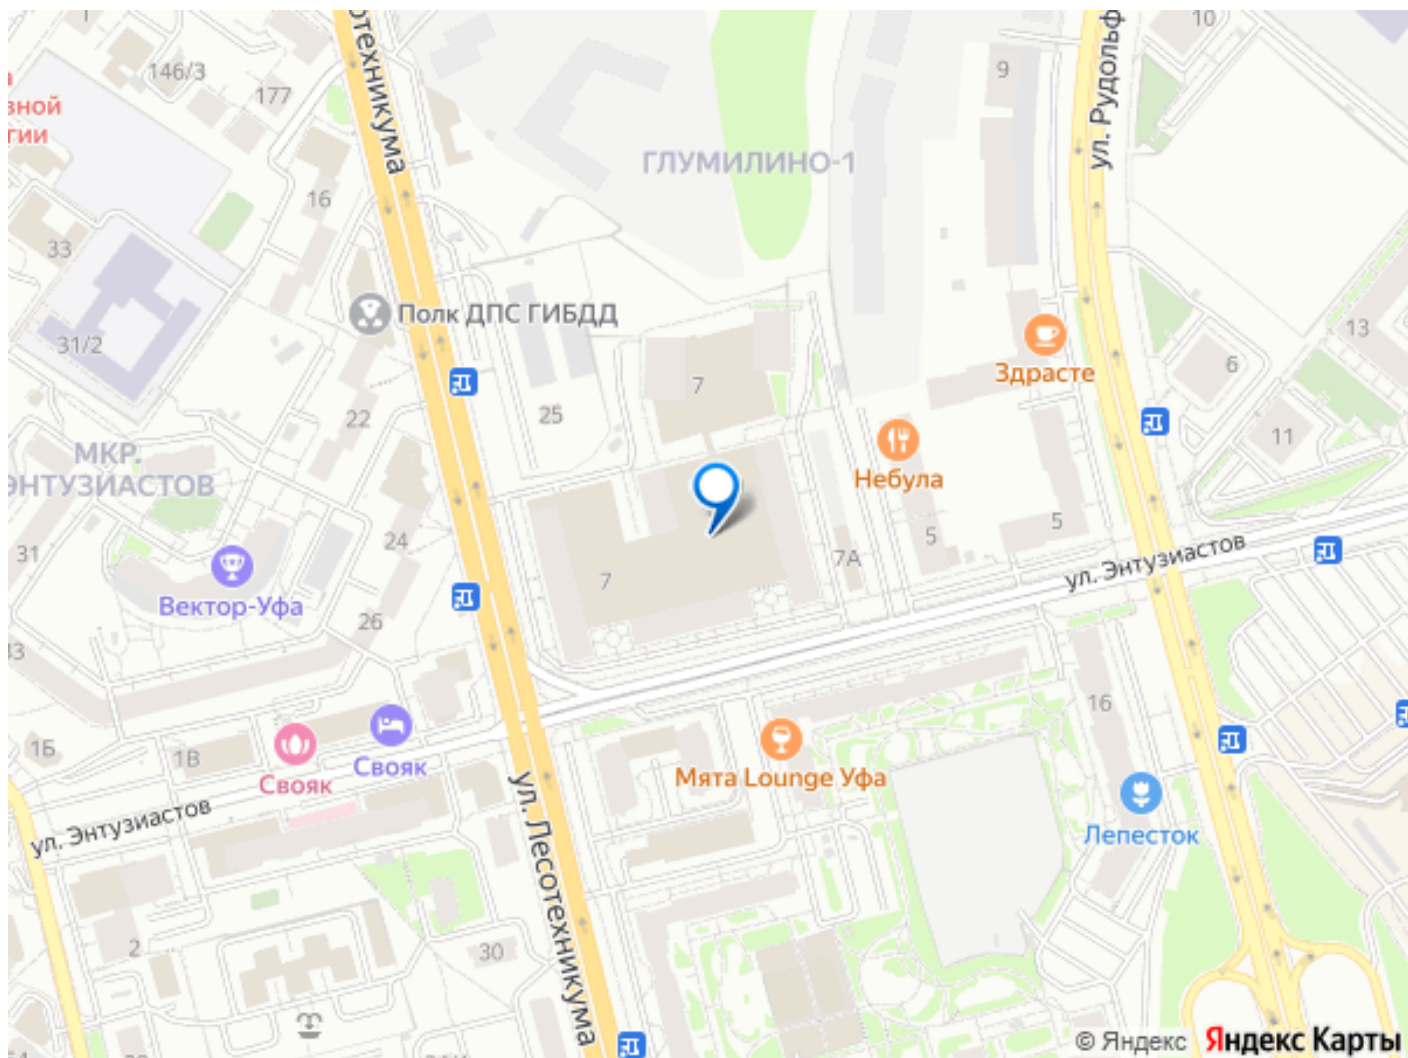 отехникума
ул. Рудольф
10
146/3
177
9
а
зной
гии
ГЛУМИЛИНО-1
16
33
Полк ДПС ГИБДД
31/2
13
6
Здрасте
7
22
25
11
МКР.
ЭНТУЗИАСТОВ
Небула
5
5
31
24
7А
ул. Энтузиастов
7
Вектор-Уфа
26
33
16
1Б
1В
Свояк
Свояк
Мята Lounge Уфа
ул. Энтузиастов
ул. Лесотехникума
Лепесток
2
30
© Яндекс
Яндекс Карты